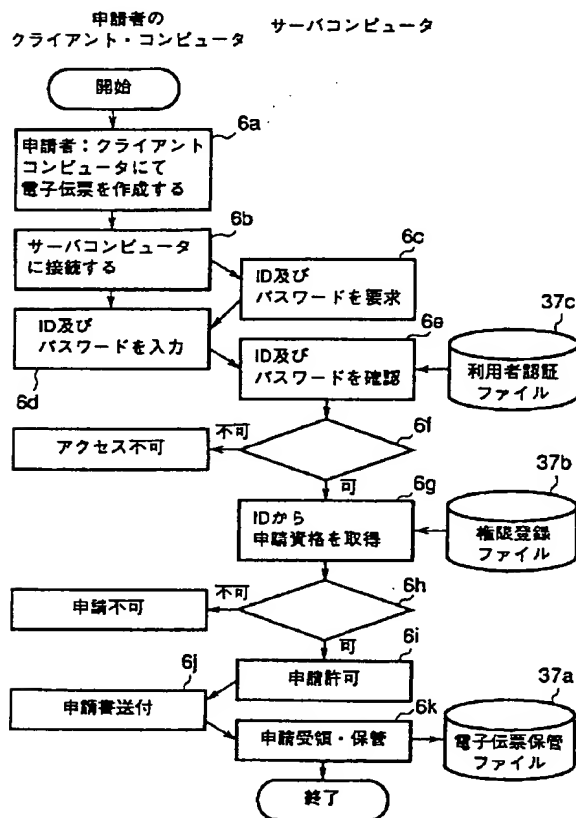 申請者の
クライアント・コンピュータ
サーバコンピュータ
開始
6a
申請者：クライアント
コンピュータにて
電子伝票を作成する
6b
サーバコンピュータ
に接続する
6c
ID及び
パスワードを要求
6d
ID及び
パスワードを入力
6e
ID及び
パスワードを確認
37c
利用者認証
ファイル
6f
不可
アクセス不可
可
6g
IDから
申請資格を取得
37b
権限登録
ファイル
6h
不可
申請不可
可
6i
申請許可
6j
申請書送付
6k
申請受領・保管
37a
電子伝票保管
ファイル
終了